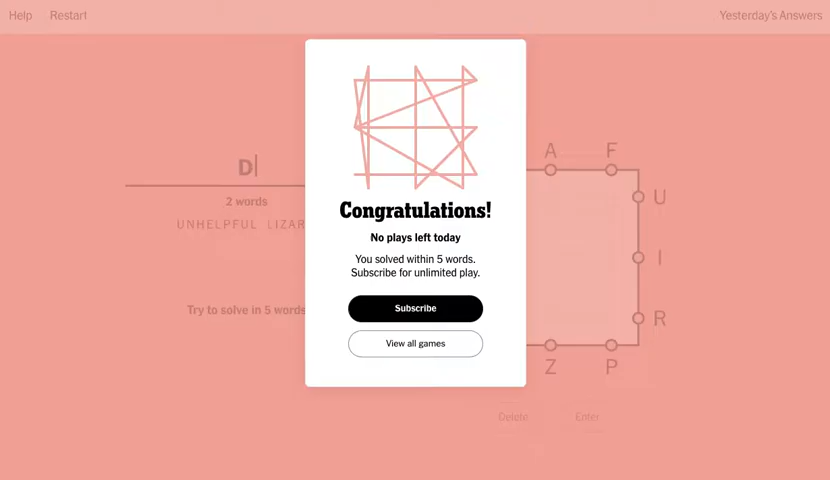 Help Restart Yesterday's Answers
D
2 words
UNHELPFUL LIZAR
Try to solve in 5 words
A F
U
I
R
Z P
Delete Enter
Congratulations!
No plays left today
You solved within 5 words.
Subscribe for unlimited play.
Subscribe
View all games